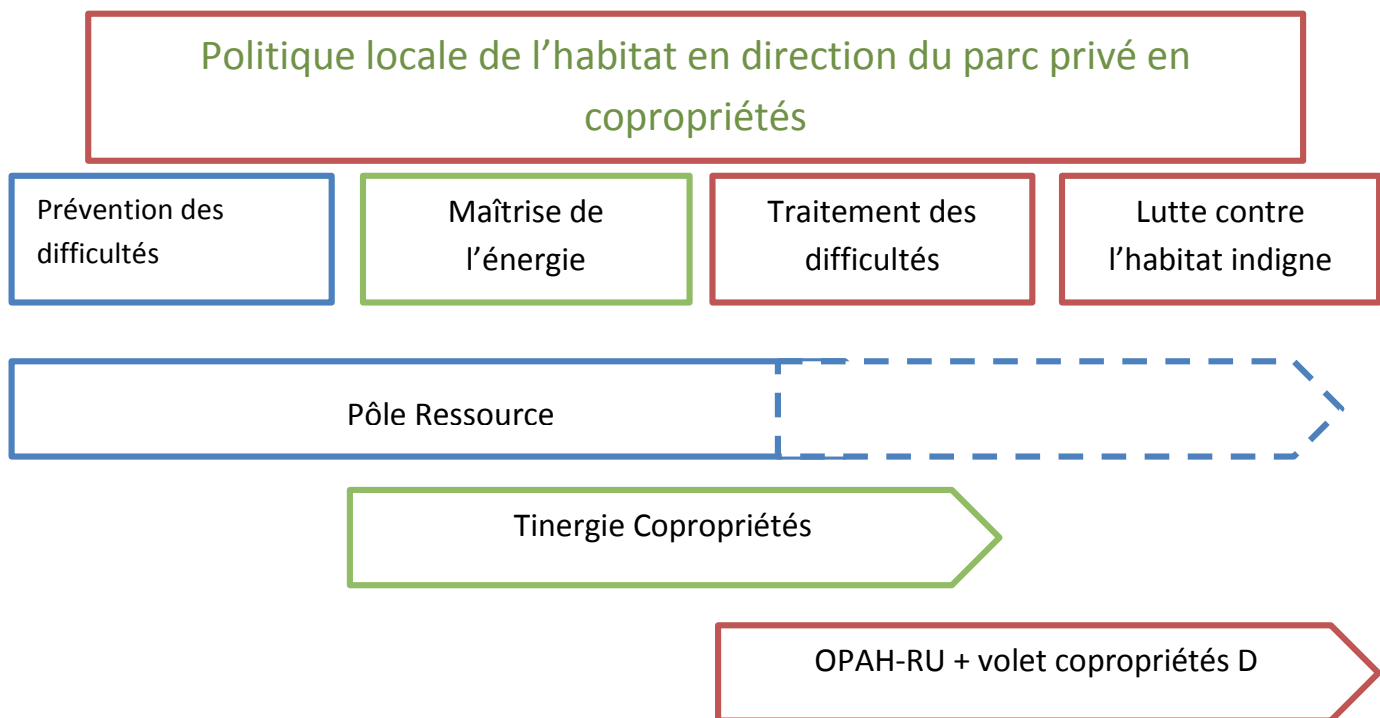 Politique locale de l’habitat en direction du parc privé en
copropriétés
Prévention des
difficultés
Maîtrise de
l’énergie
Traitement des
difficultés
Lutte contre
l’habitat indigne
Pôle Ressource
Tinergie Copropriétés
OPAH-RU + volet copropriétés D